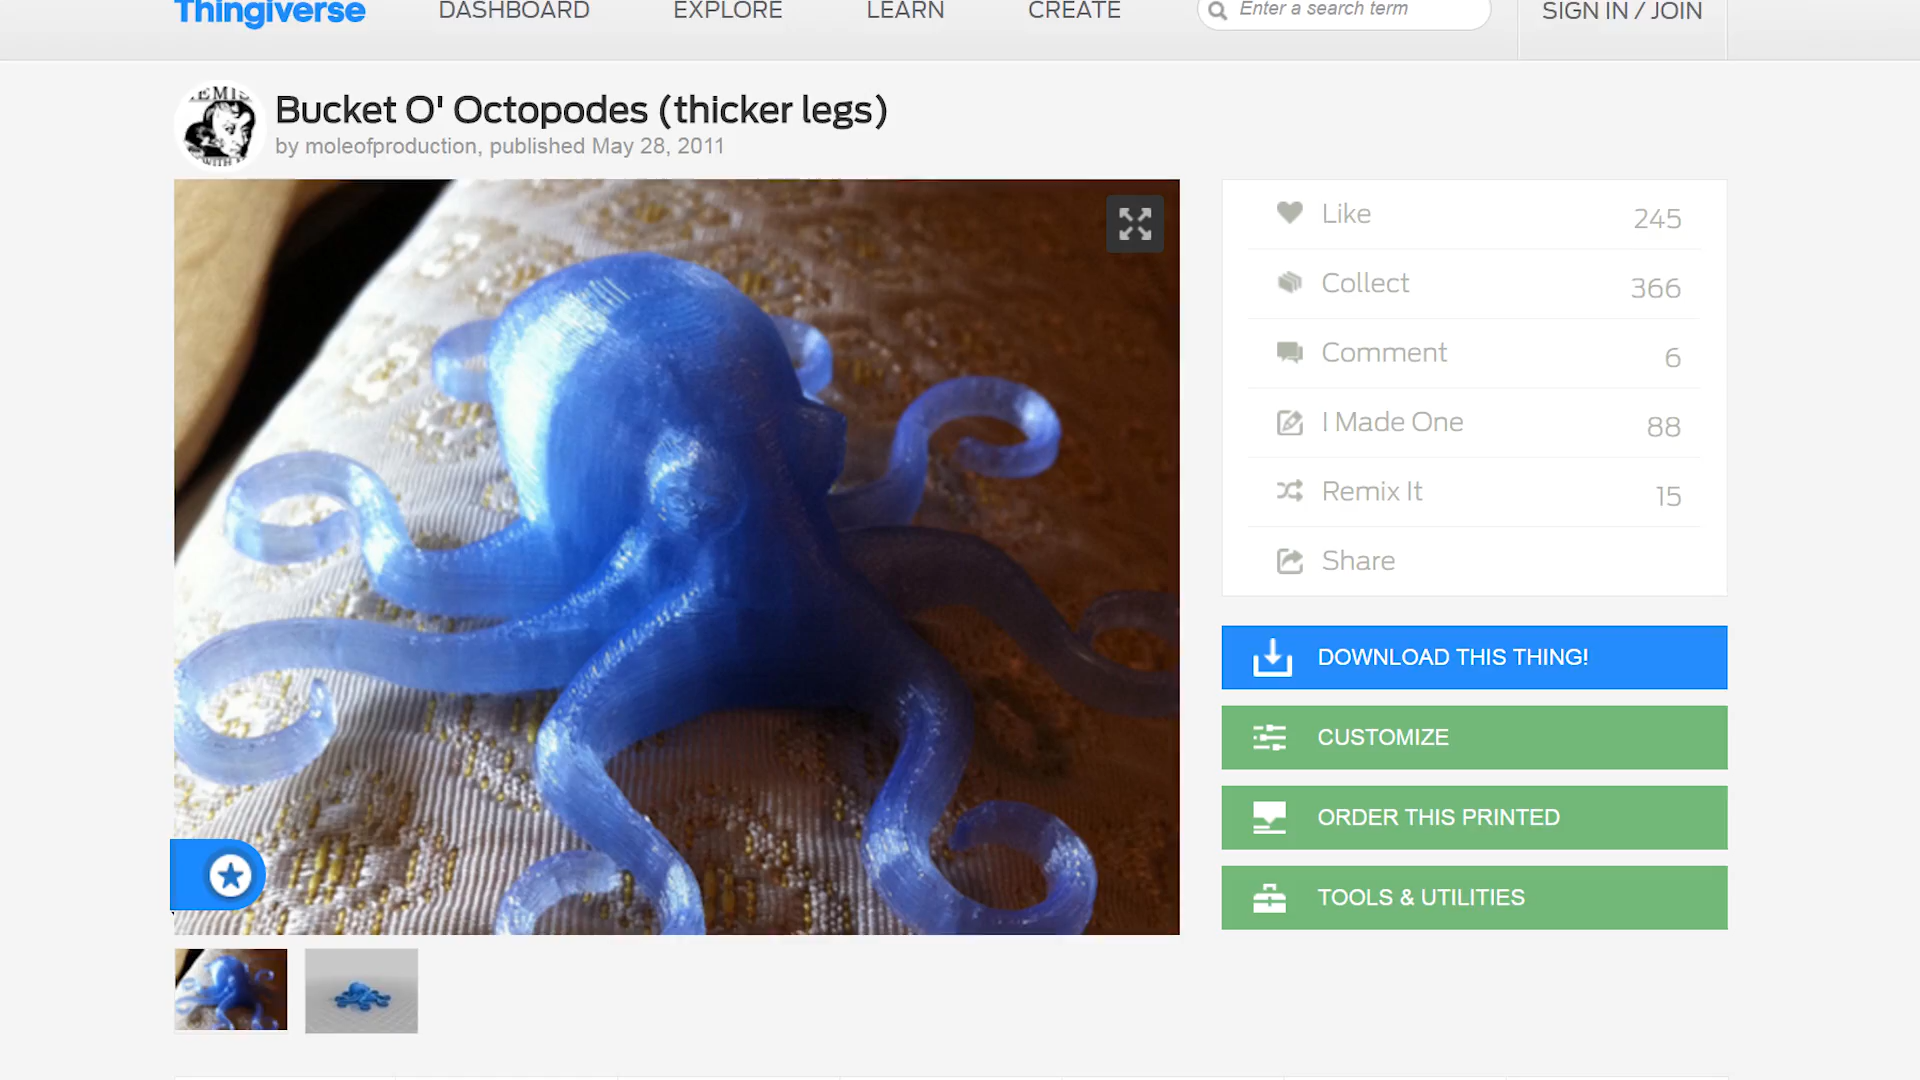 Thingiverse DASHBOARD EXPLORE LEARN CREATE Enter a search term SIGN IN / JOIN
Bucket O' Octopodes (thicker legs)
by moleofproduction, published May 28, 2011
Like 245
Collect 366
Comment 6
I Made One 88
Remix It 15
Share
DOWNLOAD THIS THING!
CUSTOMIZE
ORDER THIS PRINTED
TOOLS & UTILITIES